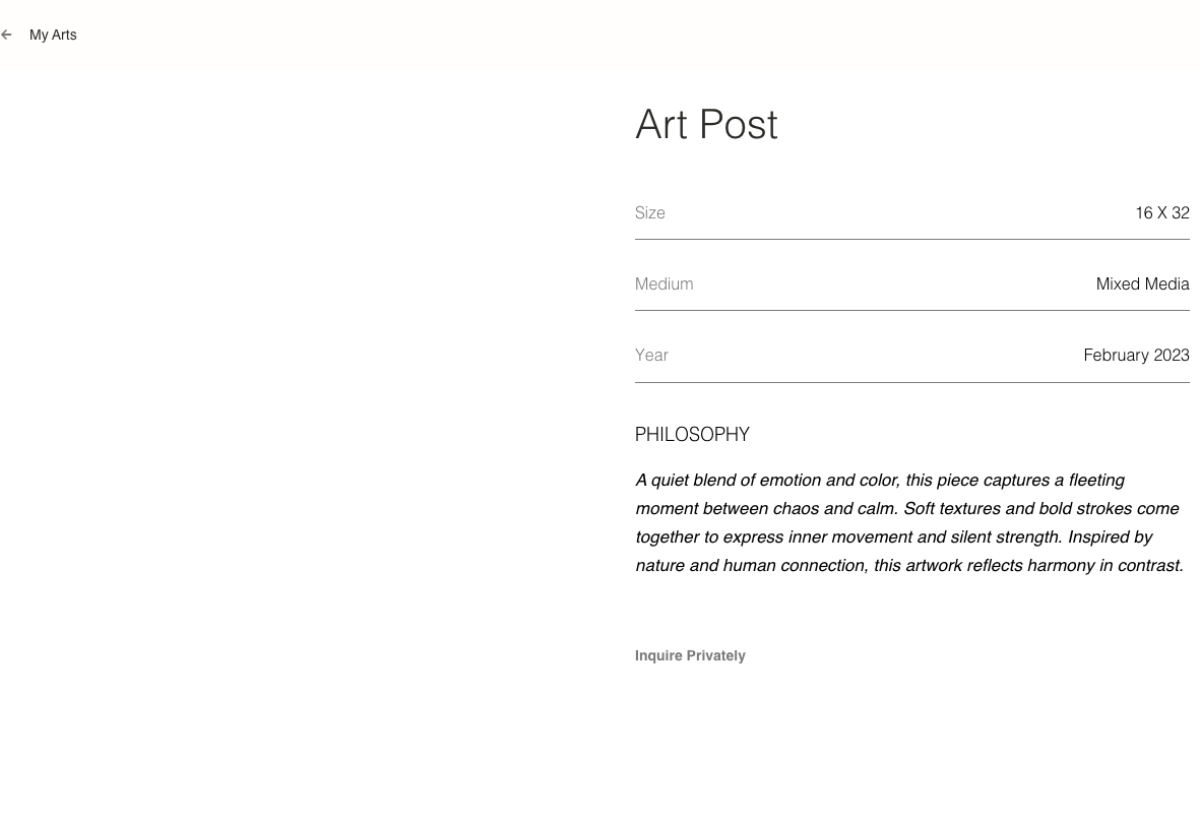 My Arts
Art Post
Size 16 X 32
Medium Mixed Media
Year February 2023
PHILOSOPHY
A quiet blend of emotion and color, this piece captures a fleeting
moment between chaos and calm. Soft textures and bold strokes come
together to express inner movement and silent strength. Inspired by
nature and human connection, this artwork reflects harmony in contrast.
Inquire Privately